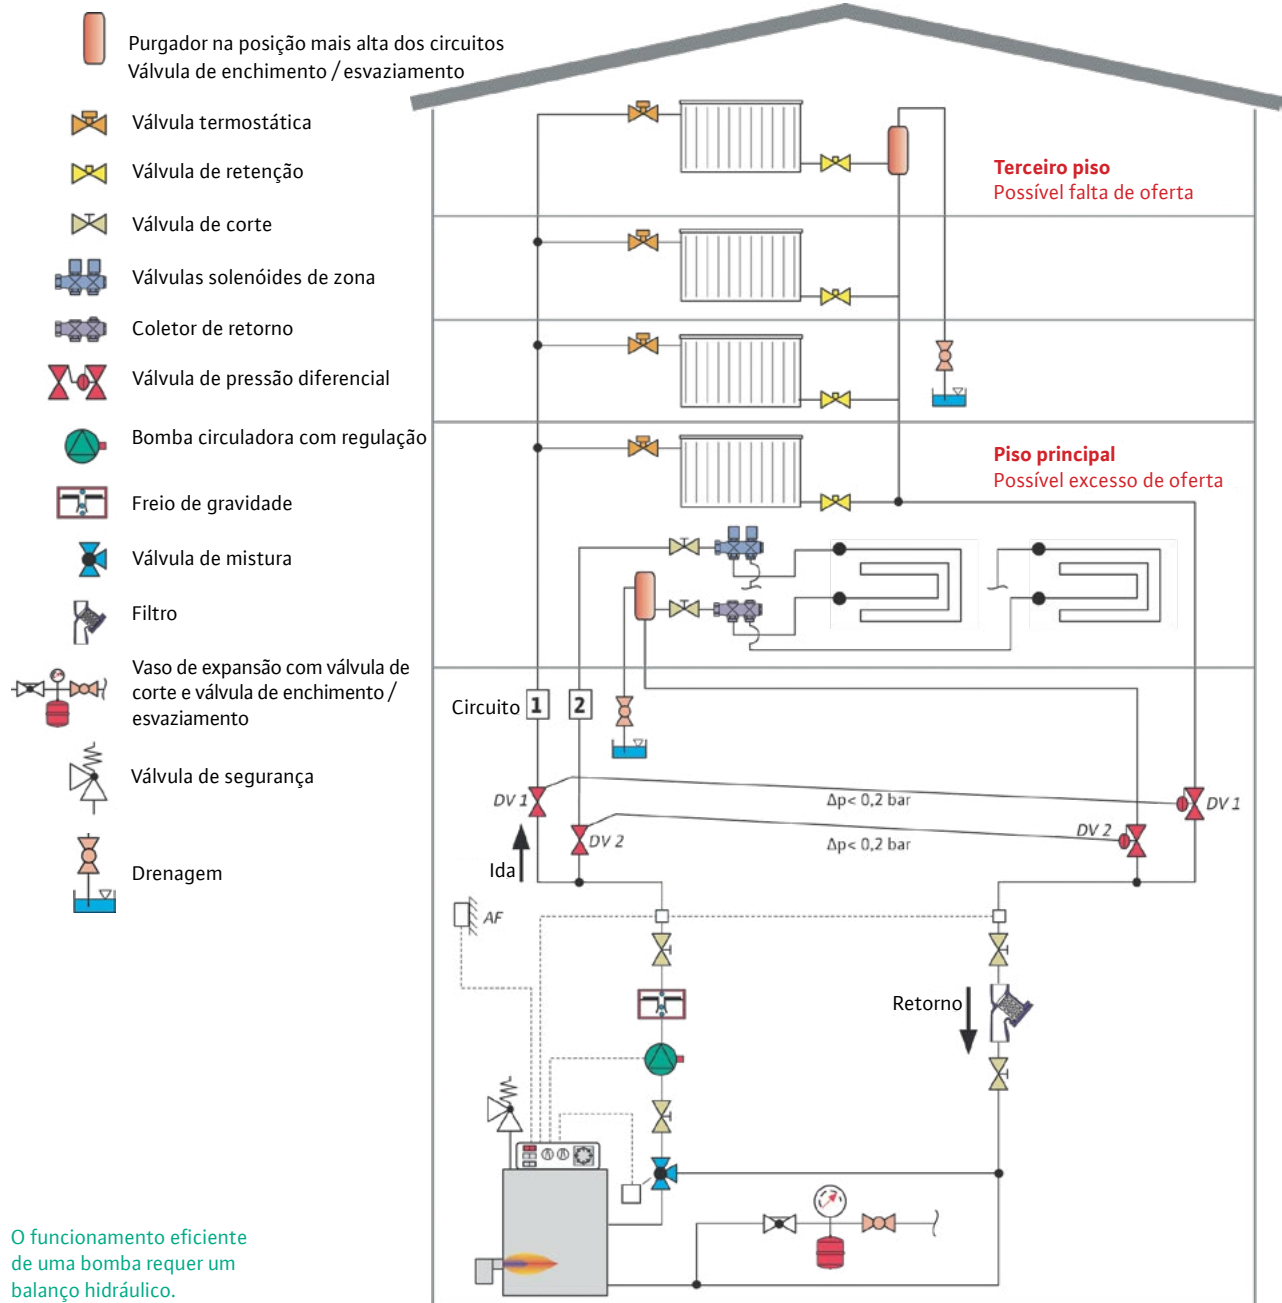 Purgador na posição mais alta dos circuitos
Válvula de enchimento / esvaziamento
Válvula termostática
Válvula de retenção
Válvula de corte
Válvulas solenóides de zona
Coletor de retorno
Válvula de pressão diferencial
Bomba circuladora com regulação
Freio de gravidade
Válvula de mistura
Filtro
Vaso de expansão com válvula de
corte e válvula de enchimento /
esvaziamento
Válvula de segurança
Drenagem
O funcionamento eficiente
de uma bomba requer um
balanço hidráulico.
Terceiro piso
Possível falta de oferta
Piso principal
Possível excesso de oferta
Circuito 1 2
DV 1
Δp< 0,2 bar
DV 1
DV 2
Δp< 0,2 bar
DV 2
Ida
AF
Retorno